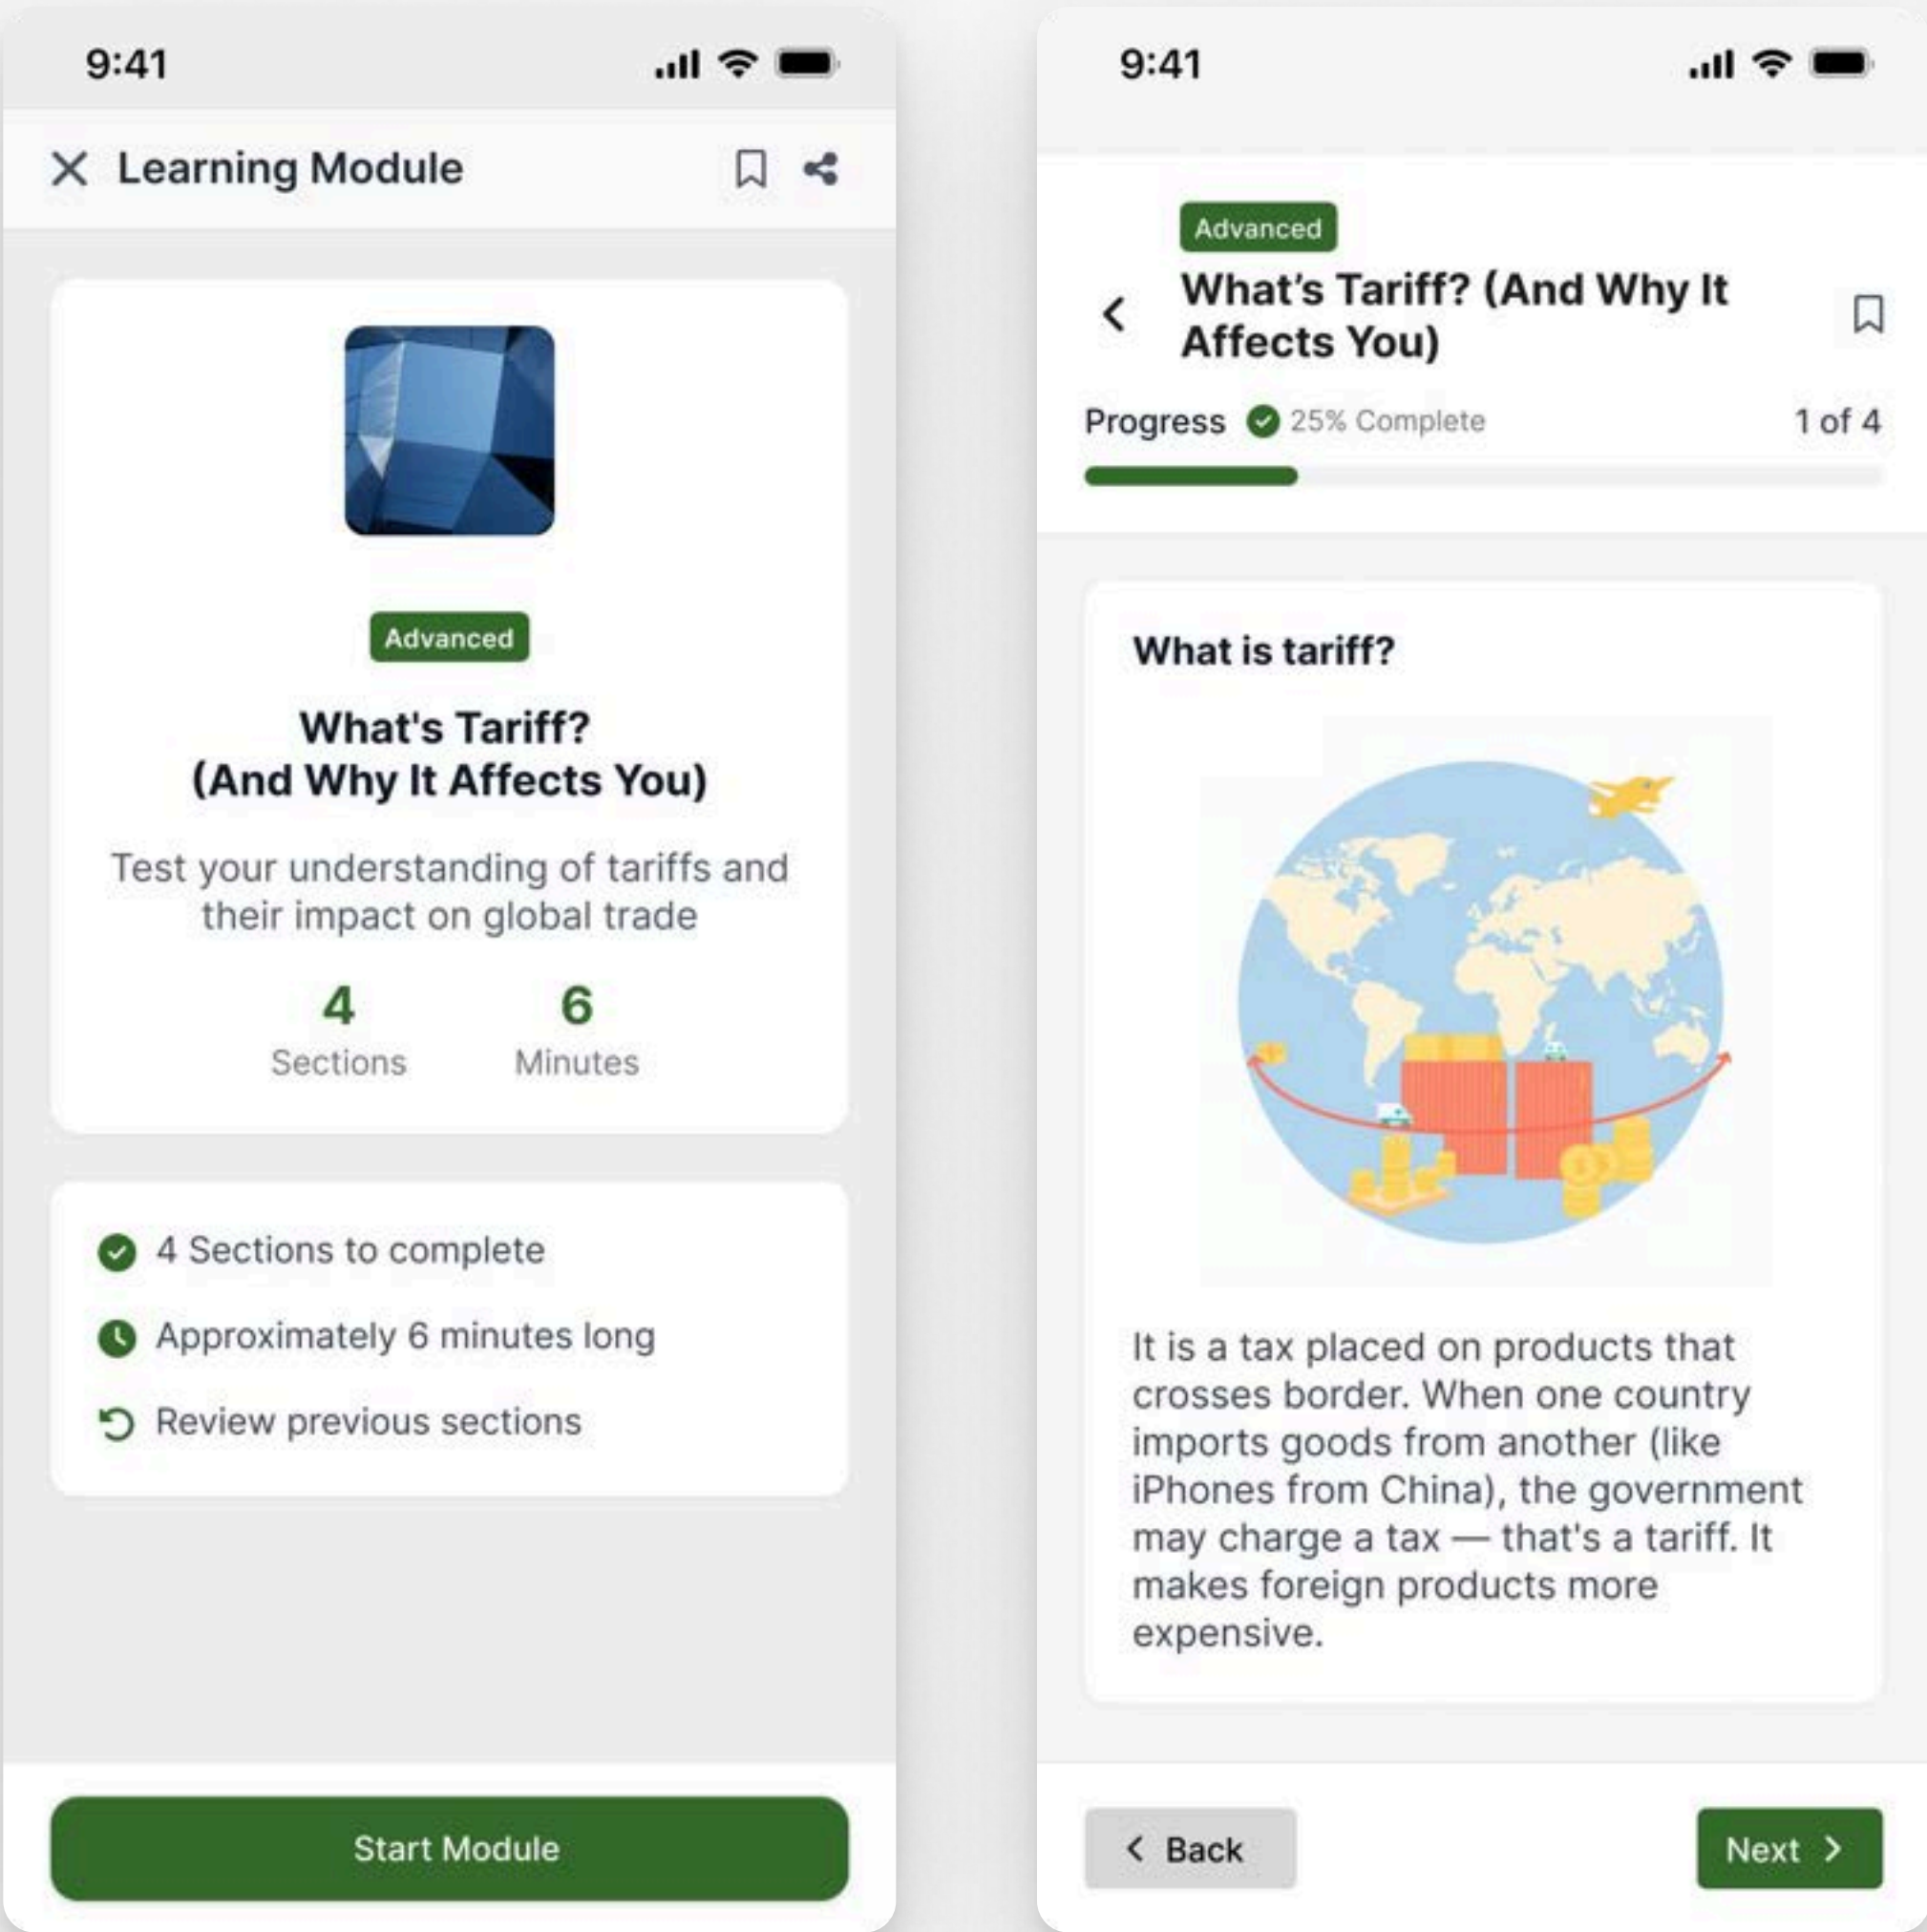 9:41
Learning Module
Advanced
What's Tariff?
(And Why It Affects You)
Test your understanding of tariffs and
their impact on global trade
4
Sections
6
Minutes
4 Sections to complete
Approximately 6 minutes long
Review previous sections
Start Module
9:41
Advanced
What’s Tariff? (And Why It
Affects You)
Progress 25% Complete 1 of 4
What is tariff?
It is a tax placed on products that
crosses border. When one country
imports goods from another (like
iPhones from China), the government
may charge a tax — that's a tariff. It
makes foreign products more
expensive.
Back
Next